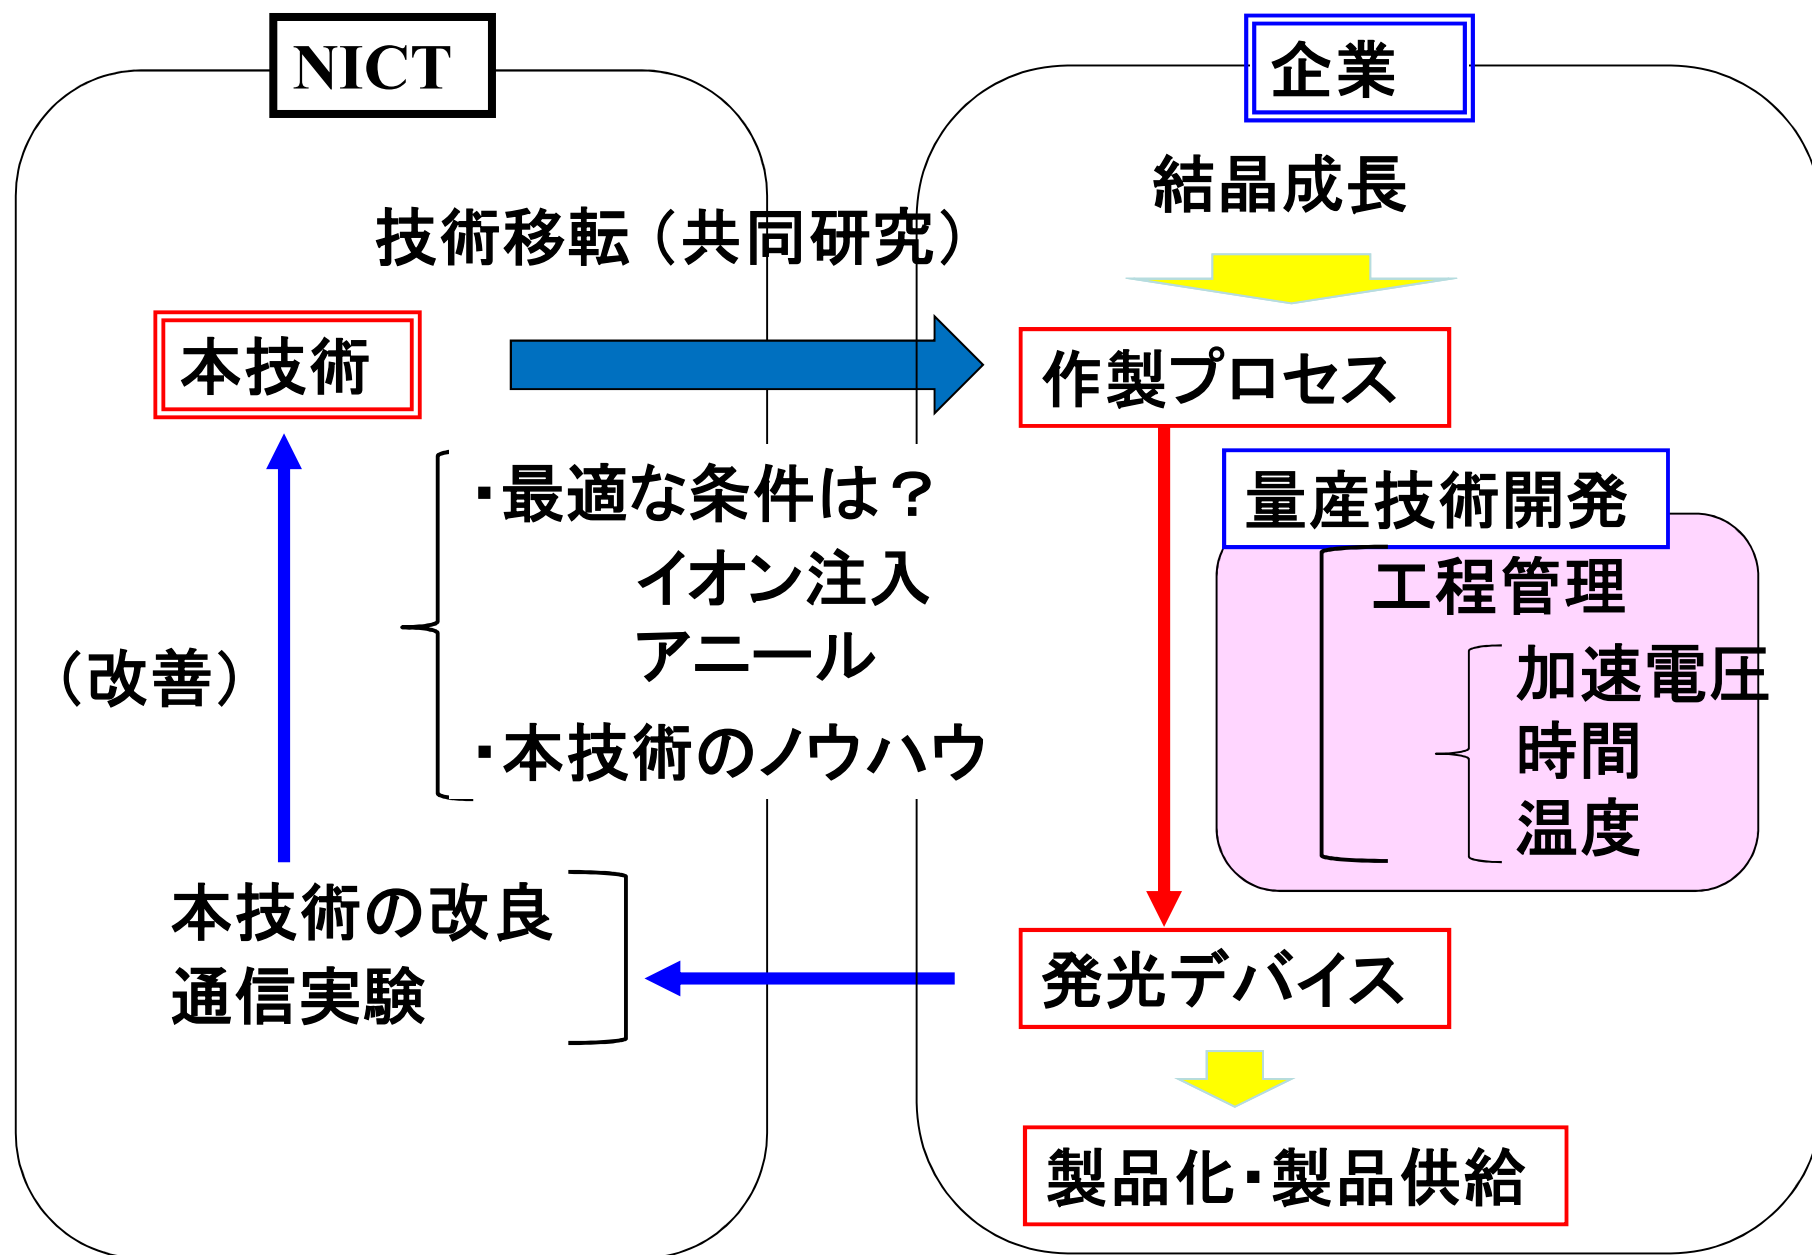 NICT
企業
結晶成長
技術移転（共同研究）
本技術
作製プロセス
・最適な条件は？
イオン注入
アニール
・本技術のノウハウ
量産技術開発
工程管理
加速電圧
時間
温度
（改善）
本技術の改良
通信実験
発光デバイス
製品化・製品供給